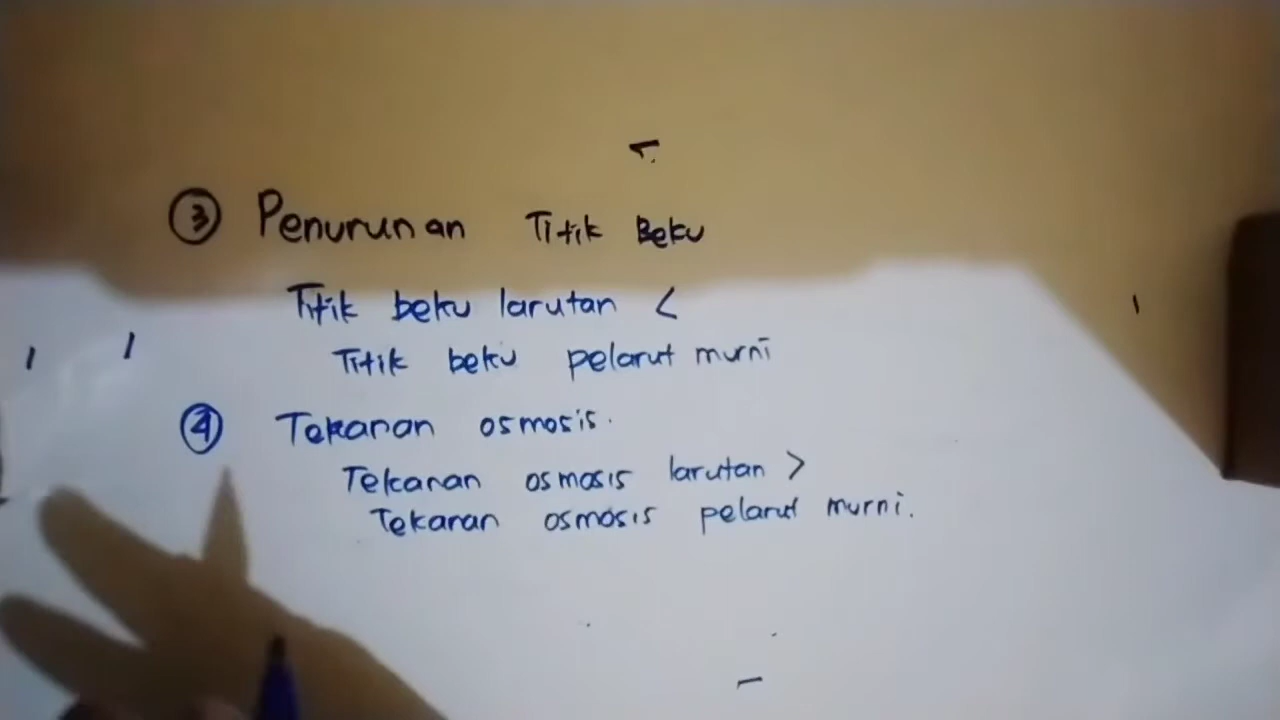 ③ Penurunan Titik Beku
Titik beku larutan <
Titik beku pelarut murni
④ Tekanan osmosis.
Tekanan osmosis larutan >
Tekanan osmosis pelarut murni.